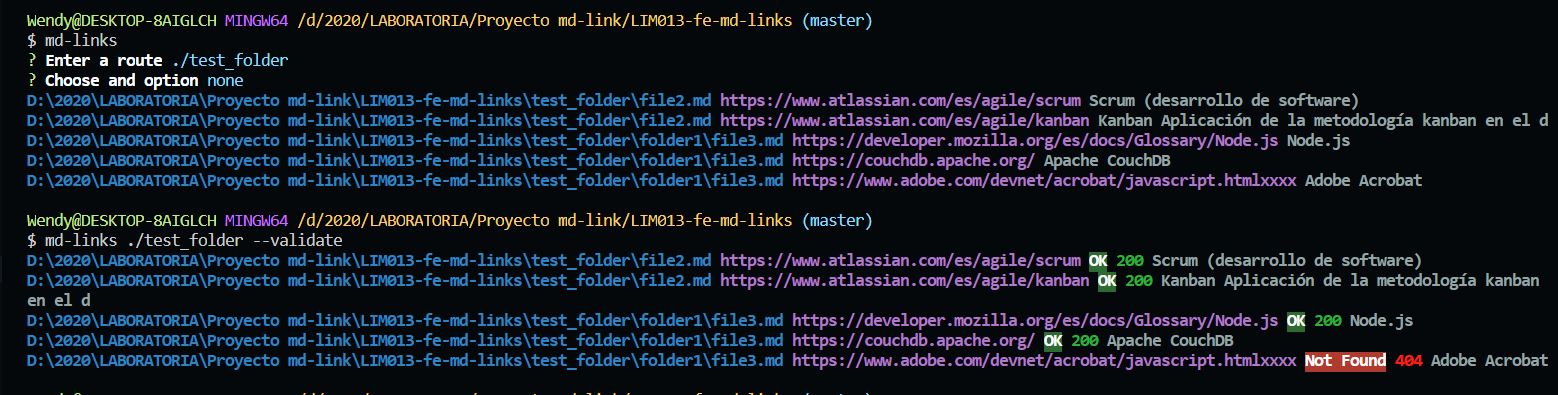 Wendy@DESKTOP-8AIGLCH MINGW64 /d/2020/LABORATORIA/Proyecto md-link/LIM013-fe-md-links (master)
$ md-links
? Enter a route ./test_folder
? Choose and option none
D:\2020\LABORATORIA\Proyecto md-link\LIM013-fe-md-links\test_folder\file2.md https://www.atlassian.com/es/agile/scrum Scrum (desarrollo de software)
D:\2020\LABORATORIA\Proyecto md-link\LIM013-fe-md-links\test_folder\file2.md https://www.atlassian.com/es/agile/kanban Kanban Aplicación de la metodología kanban en el d
D:\2020\LABORATORIA\Proyecto md-link\LIM013-fe-md-links\test_folder\folder1\file3.md https://developer.mozilla.org/es/docs/Glossary/Node.js Node.js
D:\2020\LABORATORIA\Proyecto md-link\LIM013-fe-md-links\test_folder\folder1\file3.md https://couchdb.apache.org/ Apache CouchDB
D:\2020\LABORATORIA\Proyecto md-link\LIM013-fe-md-links\test_folder\folder1\file3.md https://www.adobe.com/devnet/acrobat/javascript.htmlxxxx Adobe Acrobat
Wendy@DESKTOP-8AIGLCH MINGW64 /d/2020/LABORATORIA/Proyecto md-link/LIM013-fe-md-links (master)
$ md-links ./test_folder --validate
D:\2020\LABORATORIA\Proyecto md-link\LIM013-fe-md-links\test_folder\file2.md https://www.atlassian.com/es/agile/scrum OK 200 Scrum (desarrollo de software)
D:\2020\LABORATORIA\Proyecto md-link\LIM013-fe-md-links\test_folder\file2.md https://www.atlassian.com/es/agile/kanban OK 200 Kanban Aplicación de la metodología kanban
en el d
D:\2020\LABORATORIA\Proyecto md-link\LIM013-fe-md-links\test_folder\folder1\file3.md https://developer.mozilla.org/es/docs/Glossary/Node.js OK 200 Node.js
D:\2020\LABORATORIA\Proyecto md-link\LIM013-fe-md-links\test_folder\folder1\file3.md https://couchdb.apache.org/ OK 200 Apache CouchDB
D:\2020\LABORATORIA\Proyecto md-link\LIM013-fe-md-links\test_folder\folder1\file3.md https://www.adobe.com/devnet/acrobat/javascript.htmlxxxx Not Found 404 Adobe Acrobat